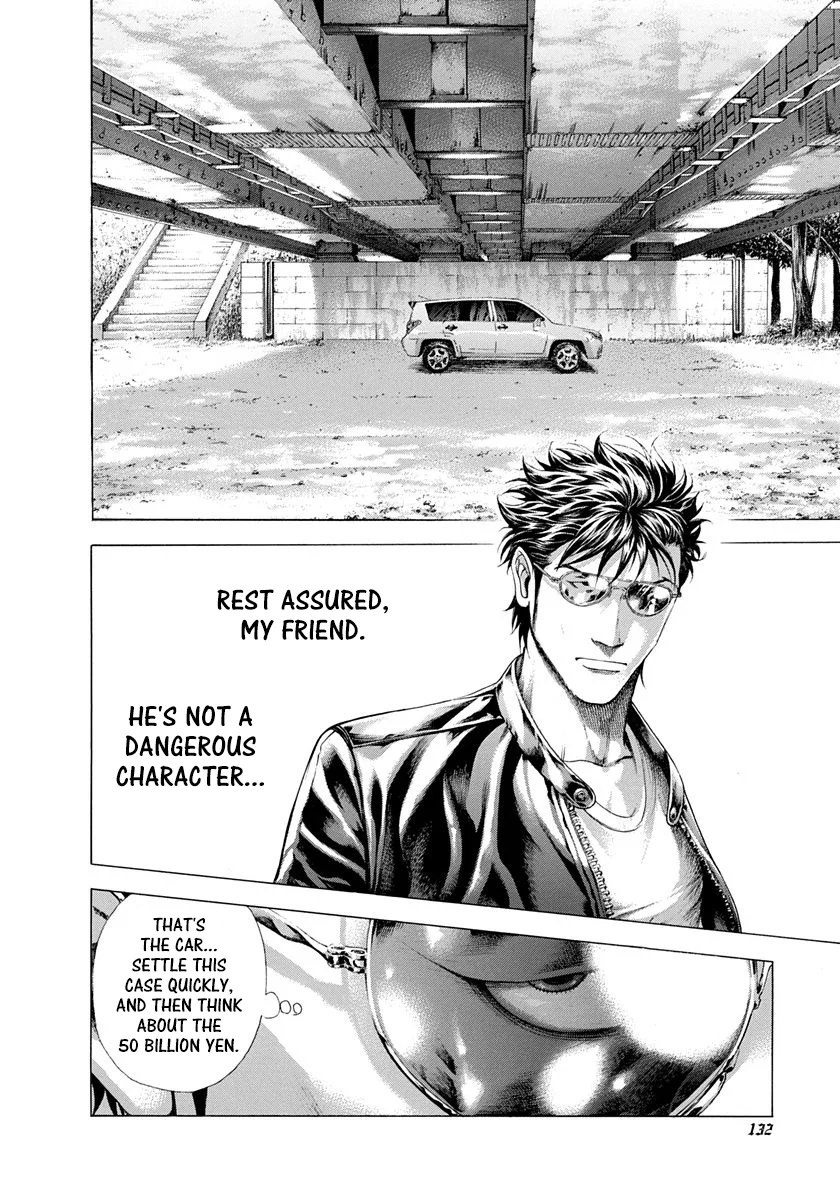 REST ASSURED,
MY FRIEND.
HE'S NOT A
DANGEROUS
CHARACTER...
THAT'S
THE CAR...
SETTLE THIS
CASE QUICKLY,
AND THEN THINK
ABOUT THE
50 BILLION YEN.
132